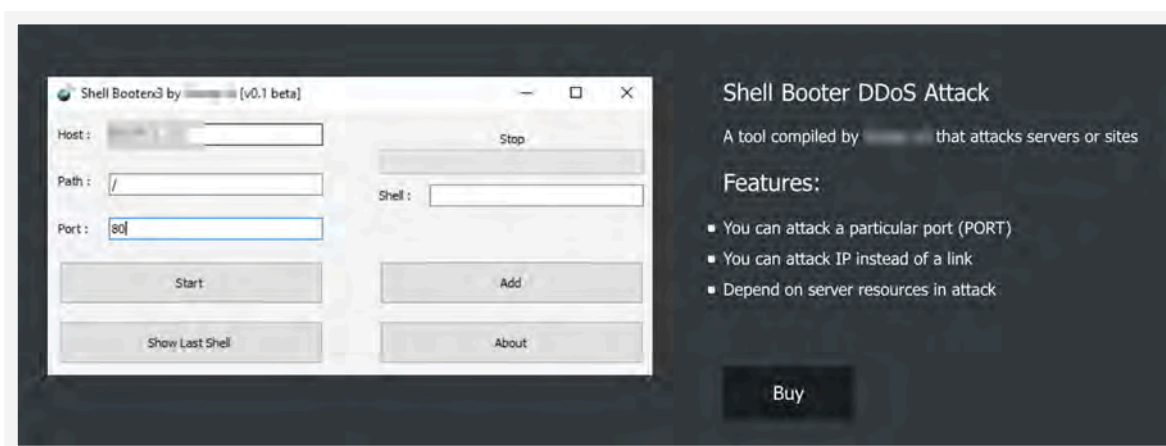 Shell Booterx3 by [v0.1 beta]
Host :
Path : /
Port : 80
Start
Show Last Shell
Stop
Shell :
Add
About
Shell Booter DDoS Attack
A tool compiled by that attacks servers or sites
Features:
You can attack a particular port (PORT)
You can attack IP instead of a link
Depend on server resources in attack
Buy